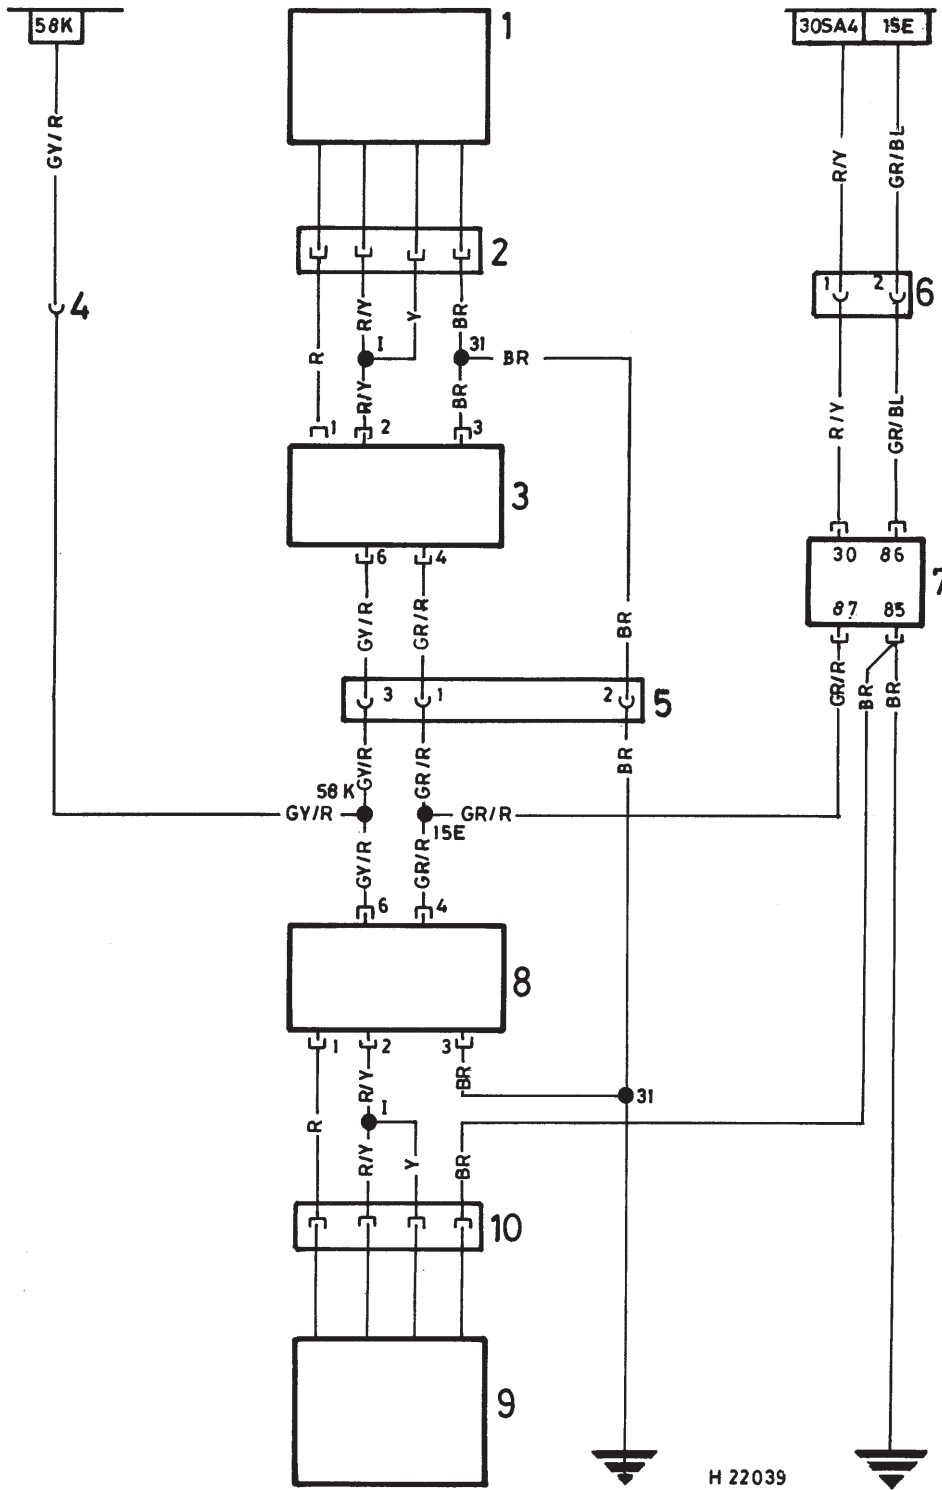 58K
1
30SA4 15E
GY/R
R/Y
GR/BL
2
4
1 2 6
R/Y
Y
BR
I
31
BR
R
R/Y
BR
R/Y
GR/BL
1 2 3
3
30 86
7
87 85
6 4
GY/R
GR/R
BR
GR/R
BR
BR
3 1 2 5
GY/R
GR/R
BR
58K
GY/R
GR/R
15E
GY/R
GR/R
6 4
8
1 2 3
R/Y
BR
31
I
R
R/Y
Y
BR
10
9
H 22039